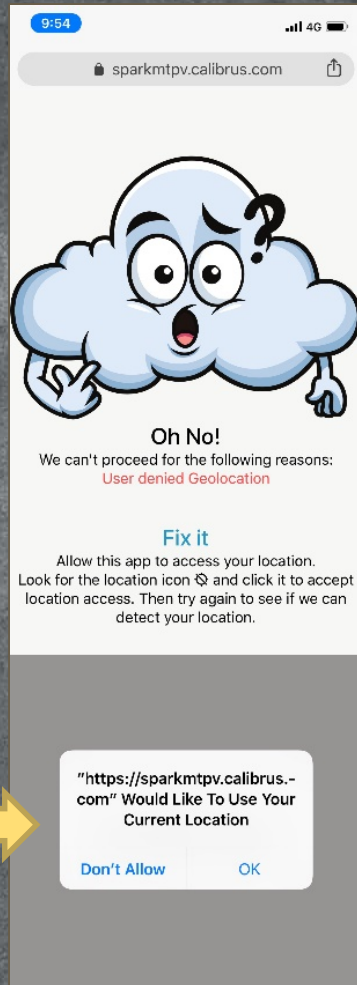 9:54
4G
sparkmtpv.calibrus.com
?
Oh No!
We can't proceed for the following reasons:
User denied Geolocation
Fix it
Allow this app to access your location.
Look for the location icon and click it to accept
location access. Then try again to see if we can
detect your location.
"https://sparkmtpv.calibrus.-
com" Would Like To Use Your
Current Location
Don't Allow OK